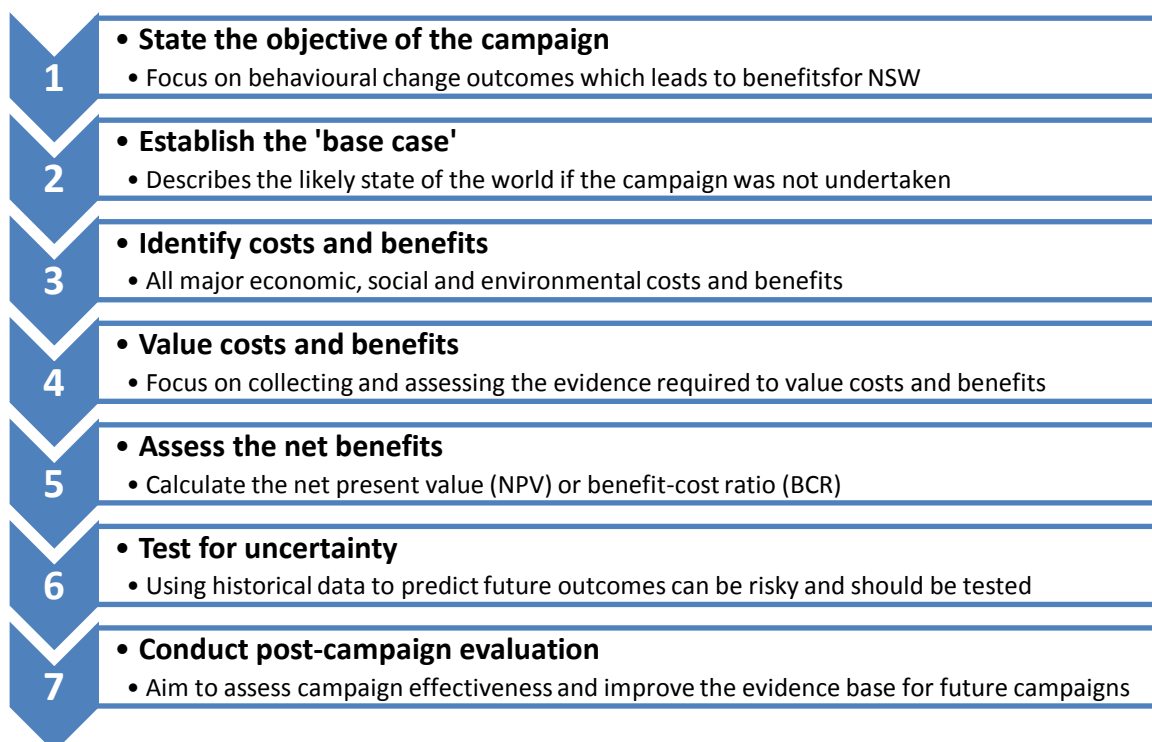 1
• State the objective of the campaign
• Focus on behavioural change outcomes which leads to benefitsfor NSW
2
• Establish the 'base case'
• Describes the likely state of the world if the campaign was not undertaken
3
• Identify costs and benefits
• All major economic, social and environmental costs and benefits
4
• Value costs and benefits
• Focus on collecting and assessing the evidence required to value costs and benefits
5
• Assess the net benefits
• Calculate the net present value (NPV) or benefit-cost ratio (BCR)
6
• Test for uncertainty
• Using historical data to predict future outcomes can be risky and should be tested
7
• Conduct post-campaign evaluation
• Aim to assess campaign effectiveness and improve the evidence base for future campaigns